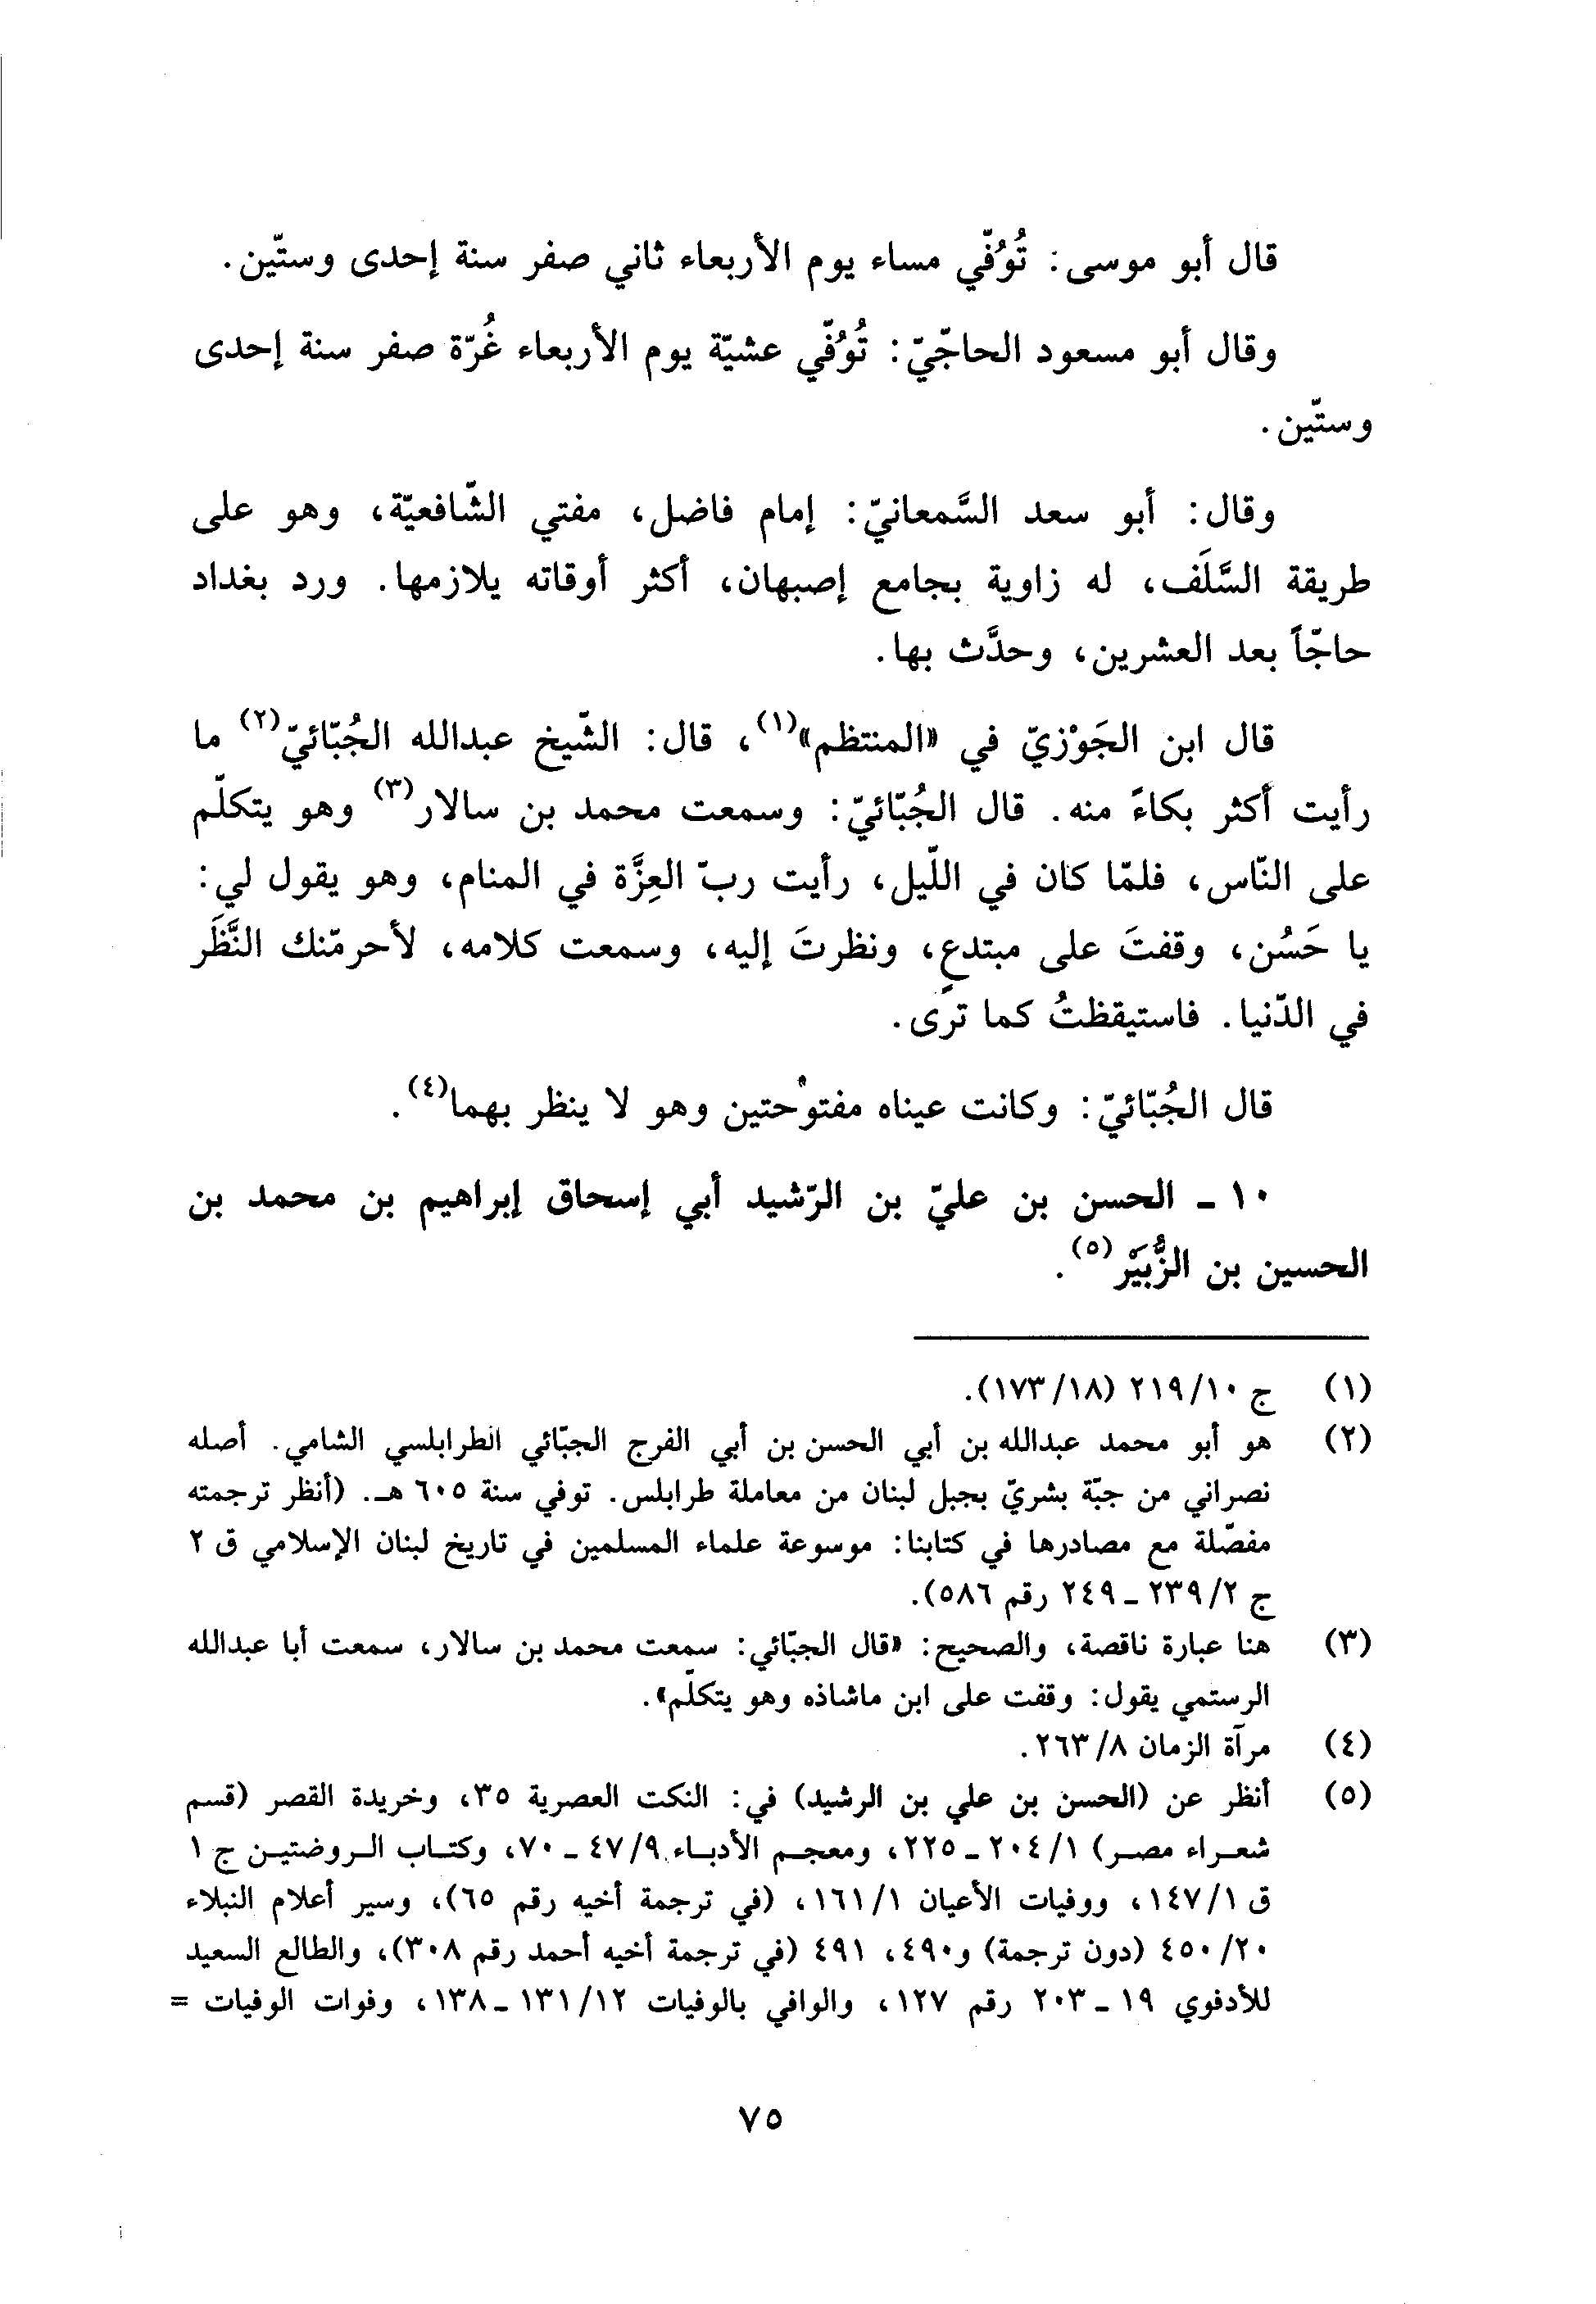 قال أبو موسى: تُوُفّي مساء يوم الأربعاء ثاني صفر سنة إحدى وستّين.
وقال أبو مسعود الحاجّيّ: تُوُفّي عشيّة يوم الأربعاء غُرّة صفر سنة إحدى
وستّين.
وقال: أبو سعد السَّمعانيّ: إمام فاضل، مفتي الشّافعيّة، وهو على
طريقة السَّلَف، له زاوية بجامع إصبهان، أكثر أوقاته يلازمها. ورد بغداد
حاجّاً بعد العشرين، وحدَّث بها.
قال ابن الجَوْزيّ في «المنتظم»(١)، قال: الشّيخ عبدالله الجُبّائيّ(٢) ما
رأيت أكثر بكاءً منه. قال الجُبّائيّ: وسمعت محمد بن سالار(٣) وهو يتكلّم
على النّاس، فلمّا كان في اللّيل، رأيت ربّ العِزَّة في المنام، وهو يقول لي:
يا حَسُن، وقفتَ على مبتدعٍ، ونظرتَ إليه، وسمعت كلامه، لأحرمّنك النَّظَر
في الدّنيا. فاستيقظتُ كما ترى.
قال الجُبّائيّ: وكانت عيناه مفتوُحتين وهو لا ينظر بهما(٤).
١٠ - الحسن بن عليّ بن الرّشيد أبي إسحاق إبراهيم بن محمد بن
الحسين بن الزُّبَيْر(٥).
(١) ج ٢١٩/١٠ (١٧٣/١٨).
(٢) هو أبو محمد عبدالله بن أبي الحسن بن أبي الفرج الجبّائي الطرابلسي الشامي. أصله
نصراني من جبّة بشريّ بجبل لبنان من معاملة طرابلس. توفي سنة ٦٠٥ هـ. (أنظر ترجمته
مفصّلة مع مصادرها في كتابنا: موسوعة علماء المسلمين في تاريخ لبنان الإسلامي ق ٢
ج ٢٣٩/٢ - ٢٤٩ رقم ٥٨٦).
(٣) هنا عبارة ناقصة، والصحيح: «قال الجبّائي: سمعت محمد بن سالار، سمعت أبا عبدالله
الرستمي يقول: وقفت على ابن ماشاذه وهو يتكلّم».
(٤) مرآة الزمان ٢٦٣/٨.
(٥) أنظر عن (الحسن بن علي بن الرشيد) في: النكت العصرية ٣٥، وخريدة القصر (قسم
شعراء مصر) ٢٠٤/١ - ٢٢٥، ومعجم الأدباء ٤٧/٩ - ٧٠، وكتاب الروضتين ج ١
ق ١٤٧/١، ووفيات الأعيان ١٦١/١، (في ترجمة أخيه رقم ٦٥)، وسير أعلام النبلاء
٤٥٠/٢٠ (دون ترجمة) و٤٩٠، ٤٩١ (في ترجمة أخيه أحمد رقم ٣٠٨)، والطالع السعيد
للأدفوي ١٩ - ٢٠٣ رقم ١٢٧، والوافي بالوفيات ١٣١/١٢ - ١٣٨، وفوات الوفيات =
٧٥